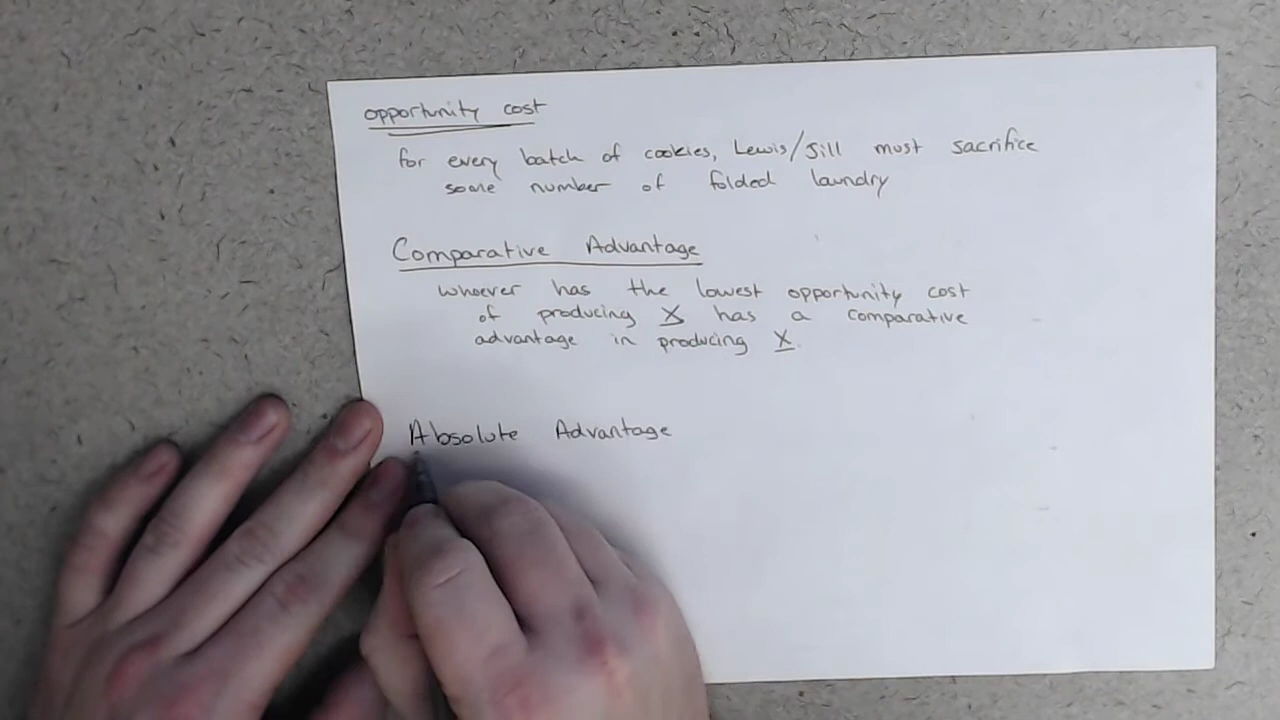 opportunity cost
for every batch of cookies, Lewis/Jill must sacrifice
some number of folded laundry
Comparative Advantage
whoever has the lowest opportunity cost
of producing X has a comparative
advantage in producing X.
Absolute Advantage